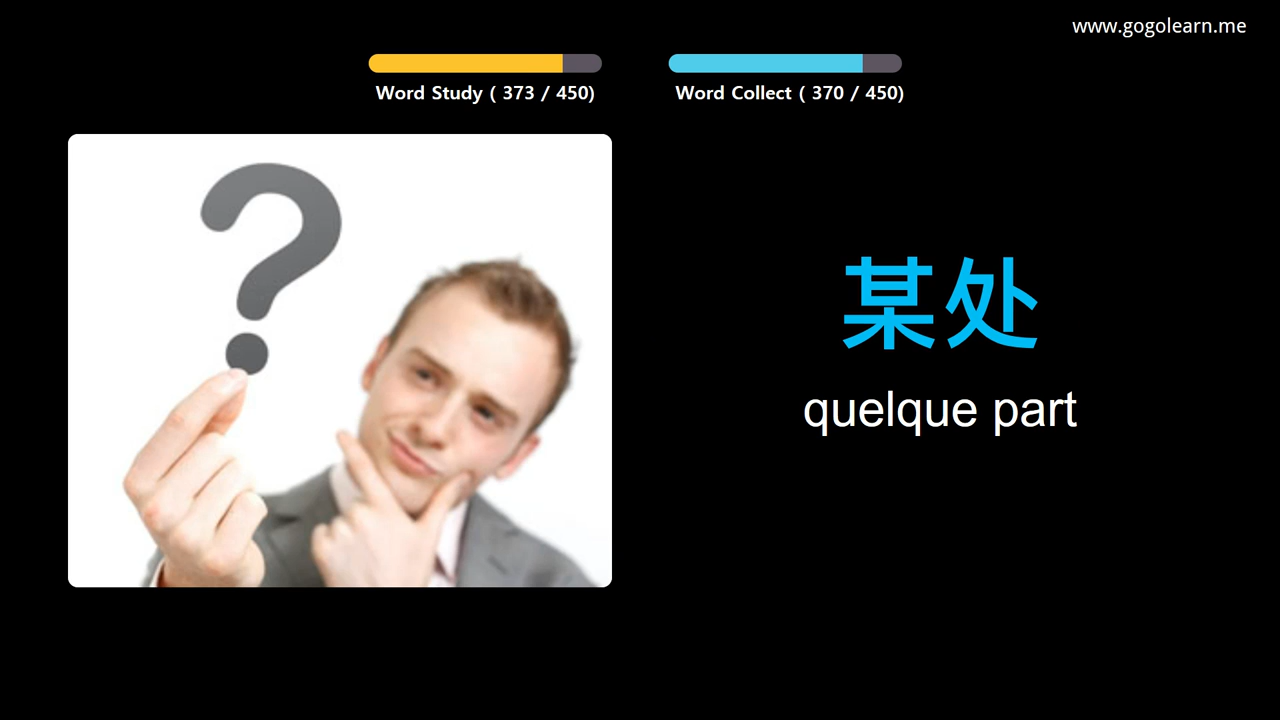 www.gogolearn.me
Word Study ( 373 / 450)
Word Collect ( 370 / 450)
?
某处
quelque part